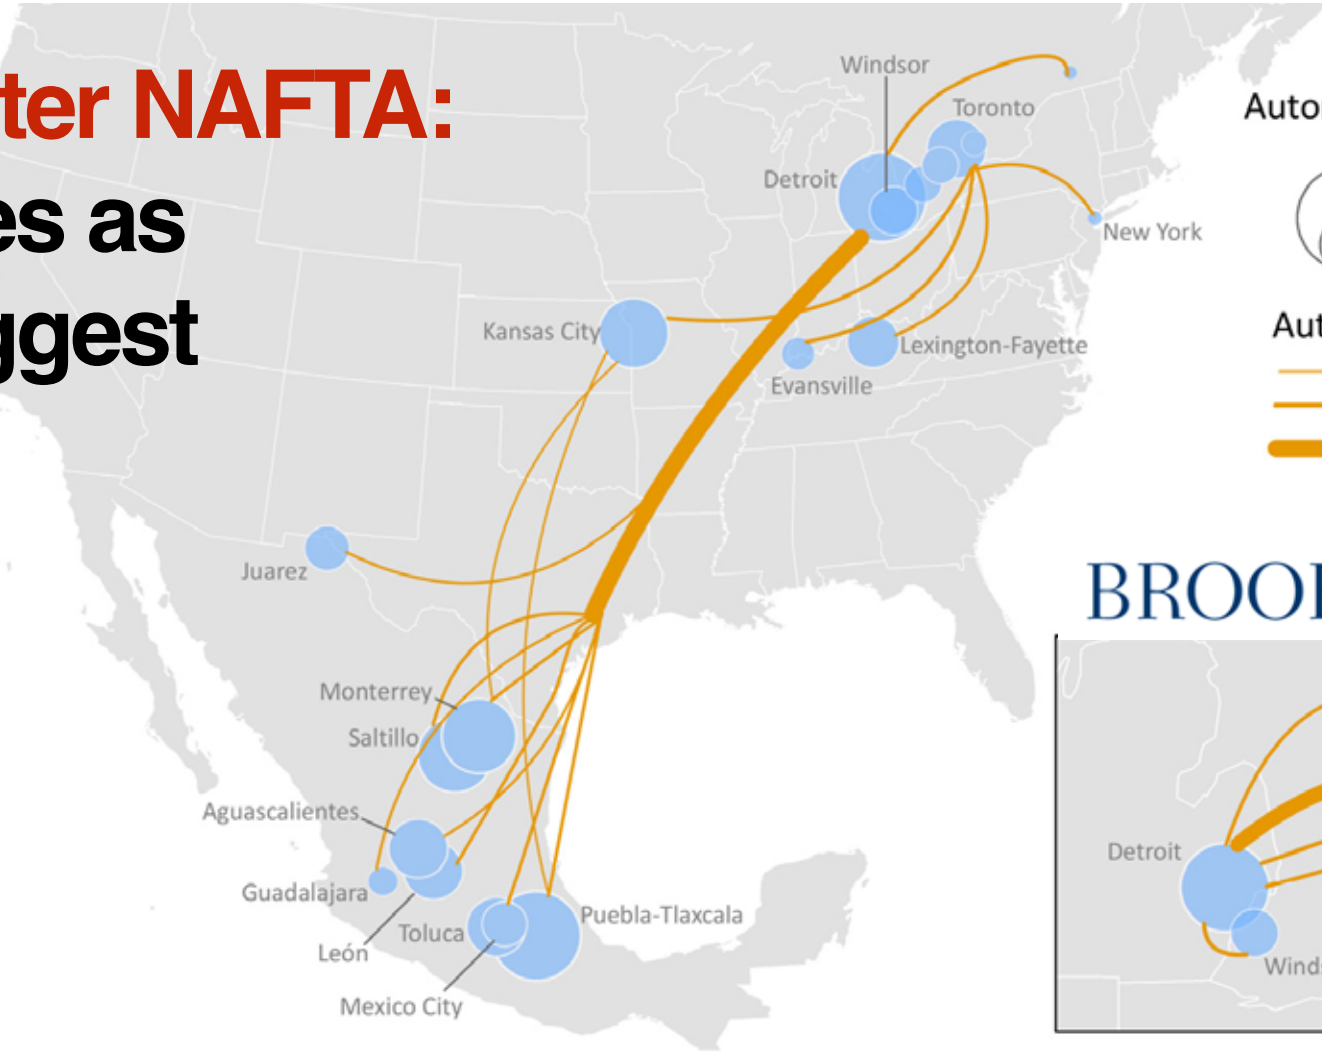 ter NAFTA:
es as
ggest
Windsor
Toronto
Detroit
New York
Kansas City
Lexington-Fayette
Evansville
Juarez
Monterrey
Saltillo
Aguascalientes
Guadalajara
León
Toluca
Mexico City
Puebla-Tlaxcala
Auto
Aut
BROO
Detroit
Winds